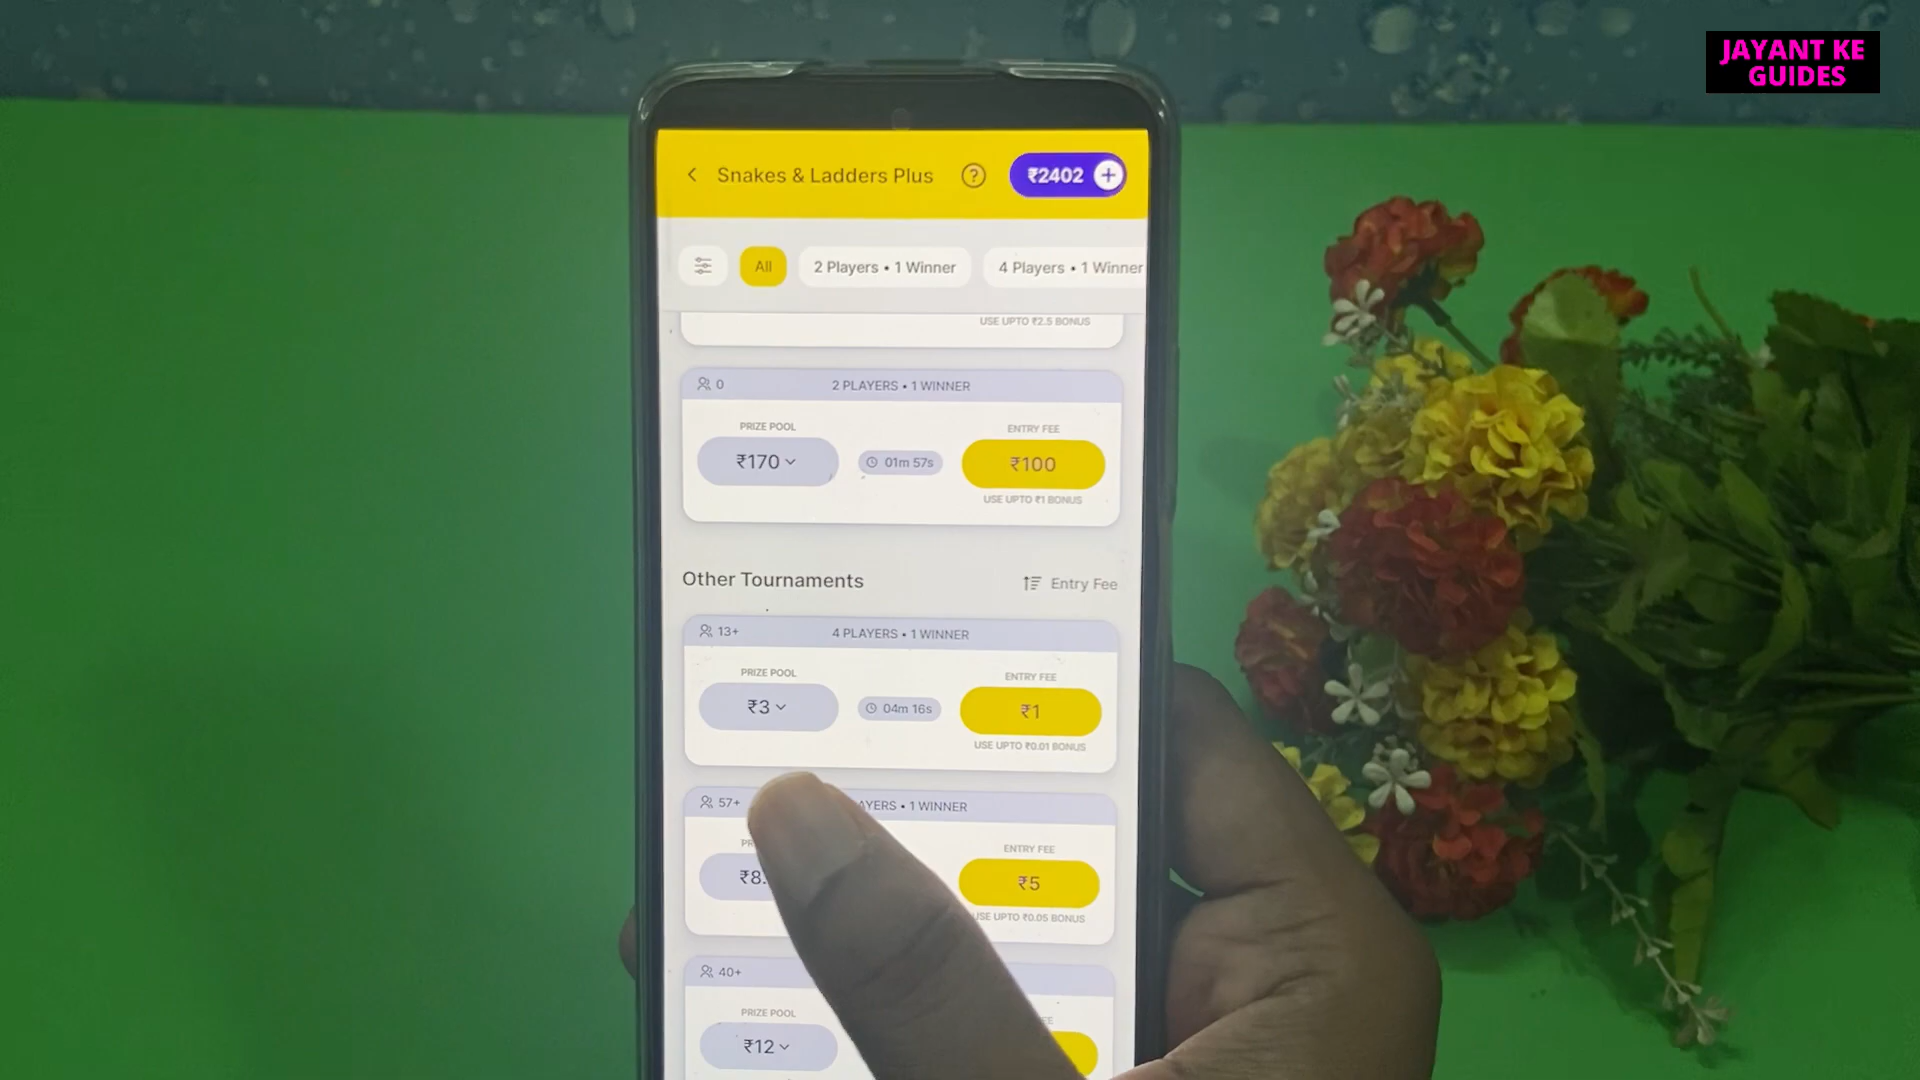 JAYANT KE
GUIDES
Snakes & Ladders Plus
₹2402
All
2 Players • 1 Winner
4 Players • 1 Winner
USE UPTO ₹2.5 BONUS
0
2 PLAYERS • 1 WINNER
PRIZE POOL
ENTRY FEE
₹170
01m 57s
₹100
USE UPTO ₹1 BONUS
Other Tournaments
Entry Fee
13+
4 PLAYERS • 1 WINNER
PRIZE POOL
ENTRY FEE
₹3
04m 16s
₹1
USE UPTO ₹0.01 BONUS
57+
1 WINNER
ENTRY FEE
₹5
USE UPTO ₹0.05 BONUS
40+
PRIZE POOL
₹12